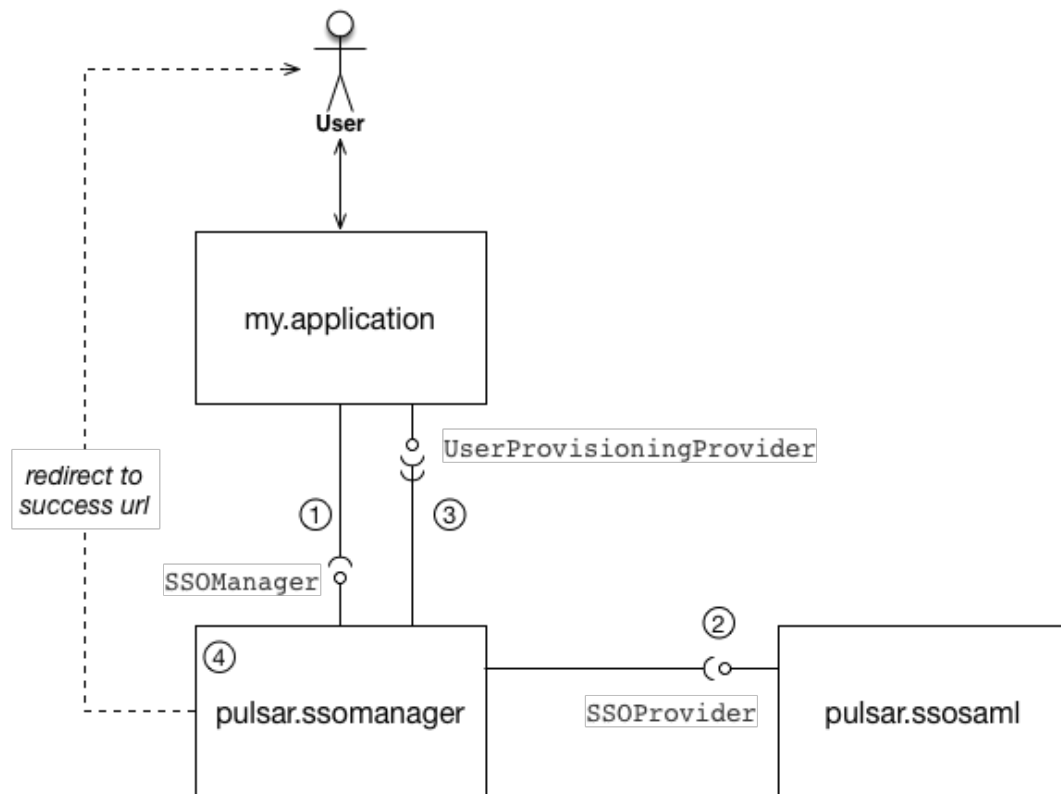 User
my.application
UserProvisioningProvider
redirect to
success url
1
3
SSOManager
2
4
pulsar.ssomanager
SSOProvider
pulsar.ssosaml